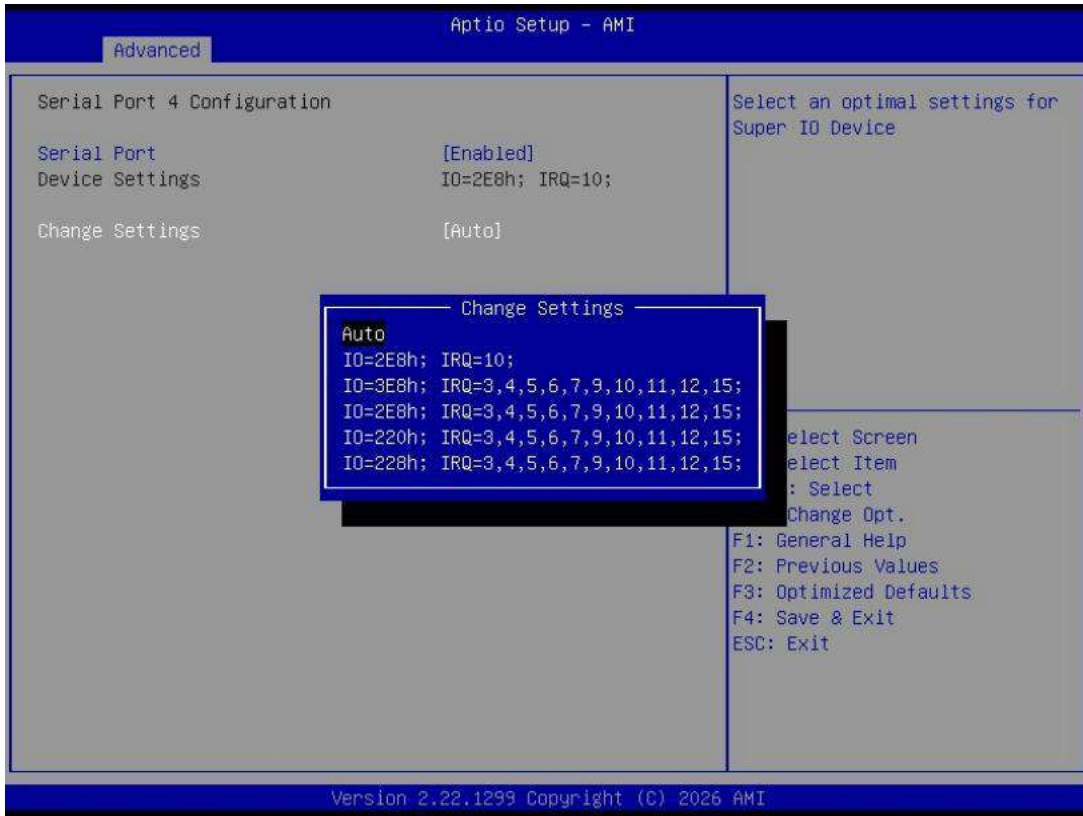 Aptio Setup – AMI
Advanced
Serial Port 4 Configuration
Serial Port [Enabled]
Device Settings IO=2E8h; IRQ=10;
Change Settings [Auto]
Select an optimal settings for
Super IO Device
Change Settings
Auto
IO=2E8h; IRQ=10;
IO=3E8h; IRQ=3,4,5,6,7,9,10,11,12,15;
IO=2E8h; IRQ=3,4,5,6,7,9,10,11,12,15;
IO=220h; IRQ=3,4,5,6,7,9,10,11,12,15;
IO=228h; IRQ=3,4,5,6,7,9,10,11,12,15;
elect Screen
elect Item
: Select
Change Opt.
F1: General Help
F2: Previous Values
F3: Optimized Defaults
F4: Save & Exit
ESC: Exit
Version 2.22.1299 Copyright (C) 2026 AMI